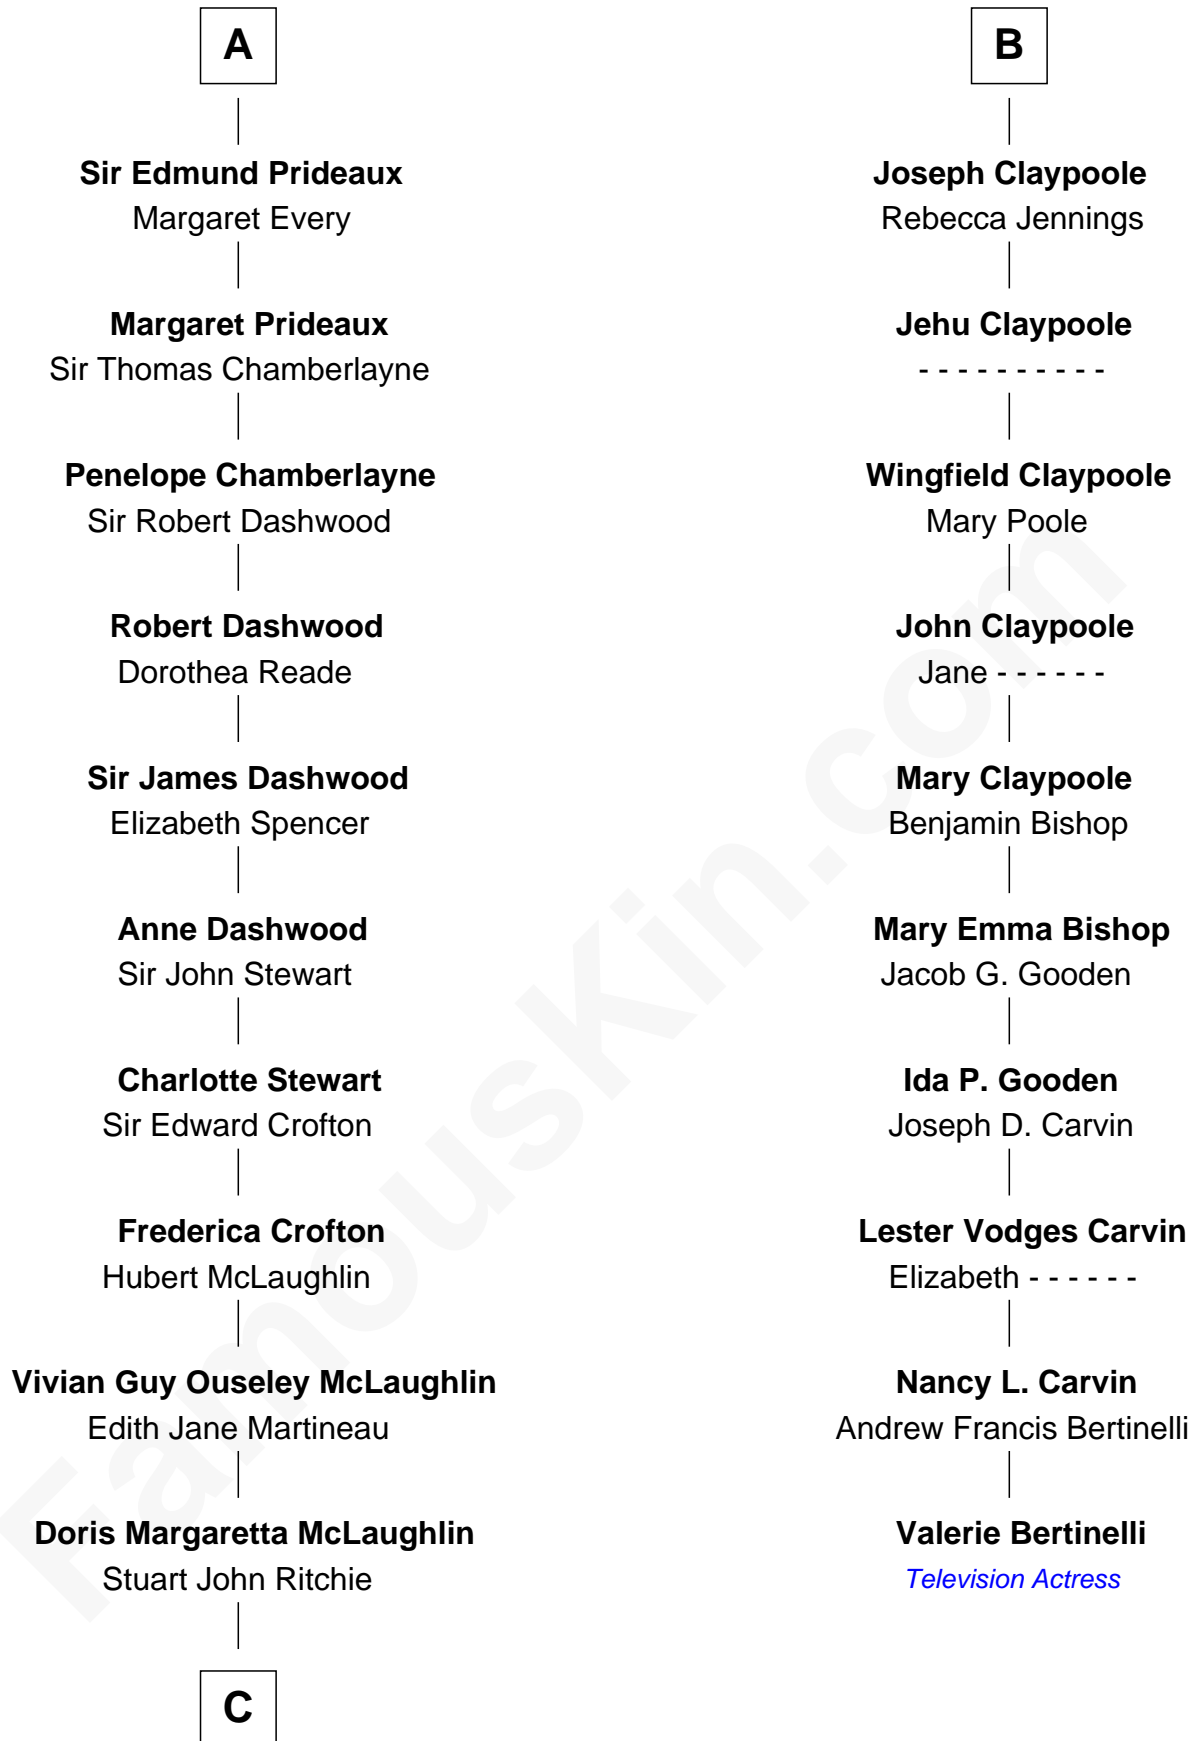 A
Sir Edmund Prideaux
Margaret Every
Margaret Prideaux
Sir Thomas Chamberlayne
Penelope Chamberlayne
Sir Robert Dashwood
Robert Dashwood
Dorothea Reade
Sir James Dashwood
Elizabeth Spencer
Anne Dashwood
Sir John Stewart
Charlotte Stewart
Sir Edward Crofton
Frederica Crofton
Hubert McLaughlin
Vivian Guy Ouseley McLaughlin
Edith Jane Martineau
Doris Margaretta McLaughlin
Stuart John Ritchie
C
B
Joseph Claypoole
Rebecca Jennings
Jehu Claypoole
- - - - - - - - - -
Wingfield Claypoole
Mary Poole
John Claypoole
Jane - - - - - -
Mary Claypoole
Benjamin Bishop
Mary Emma Bishop
Jacob G. Gooden
Ida P. Gooden
Joseph D. Carvin
Lester Vodges Carvin
Elizabeth - - - - - -
Nancy L. Carvin
Andrew Francis Bertinelli
Valerie Bertinelli
Television Actress
FamousKin.com